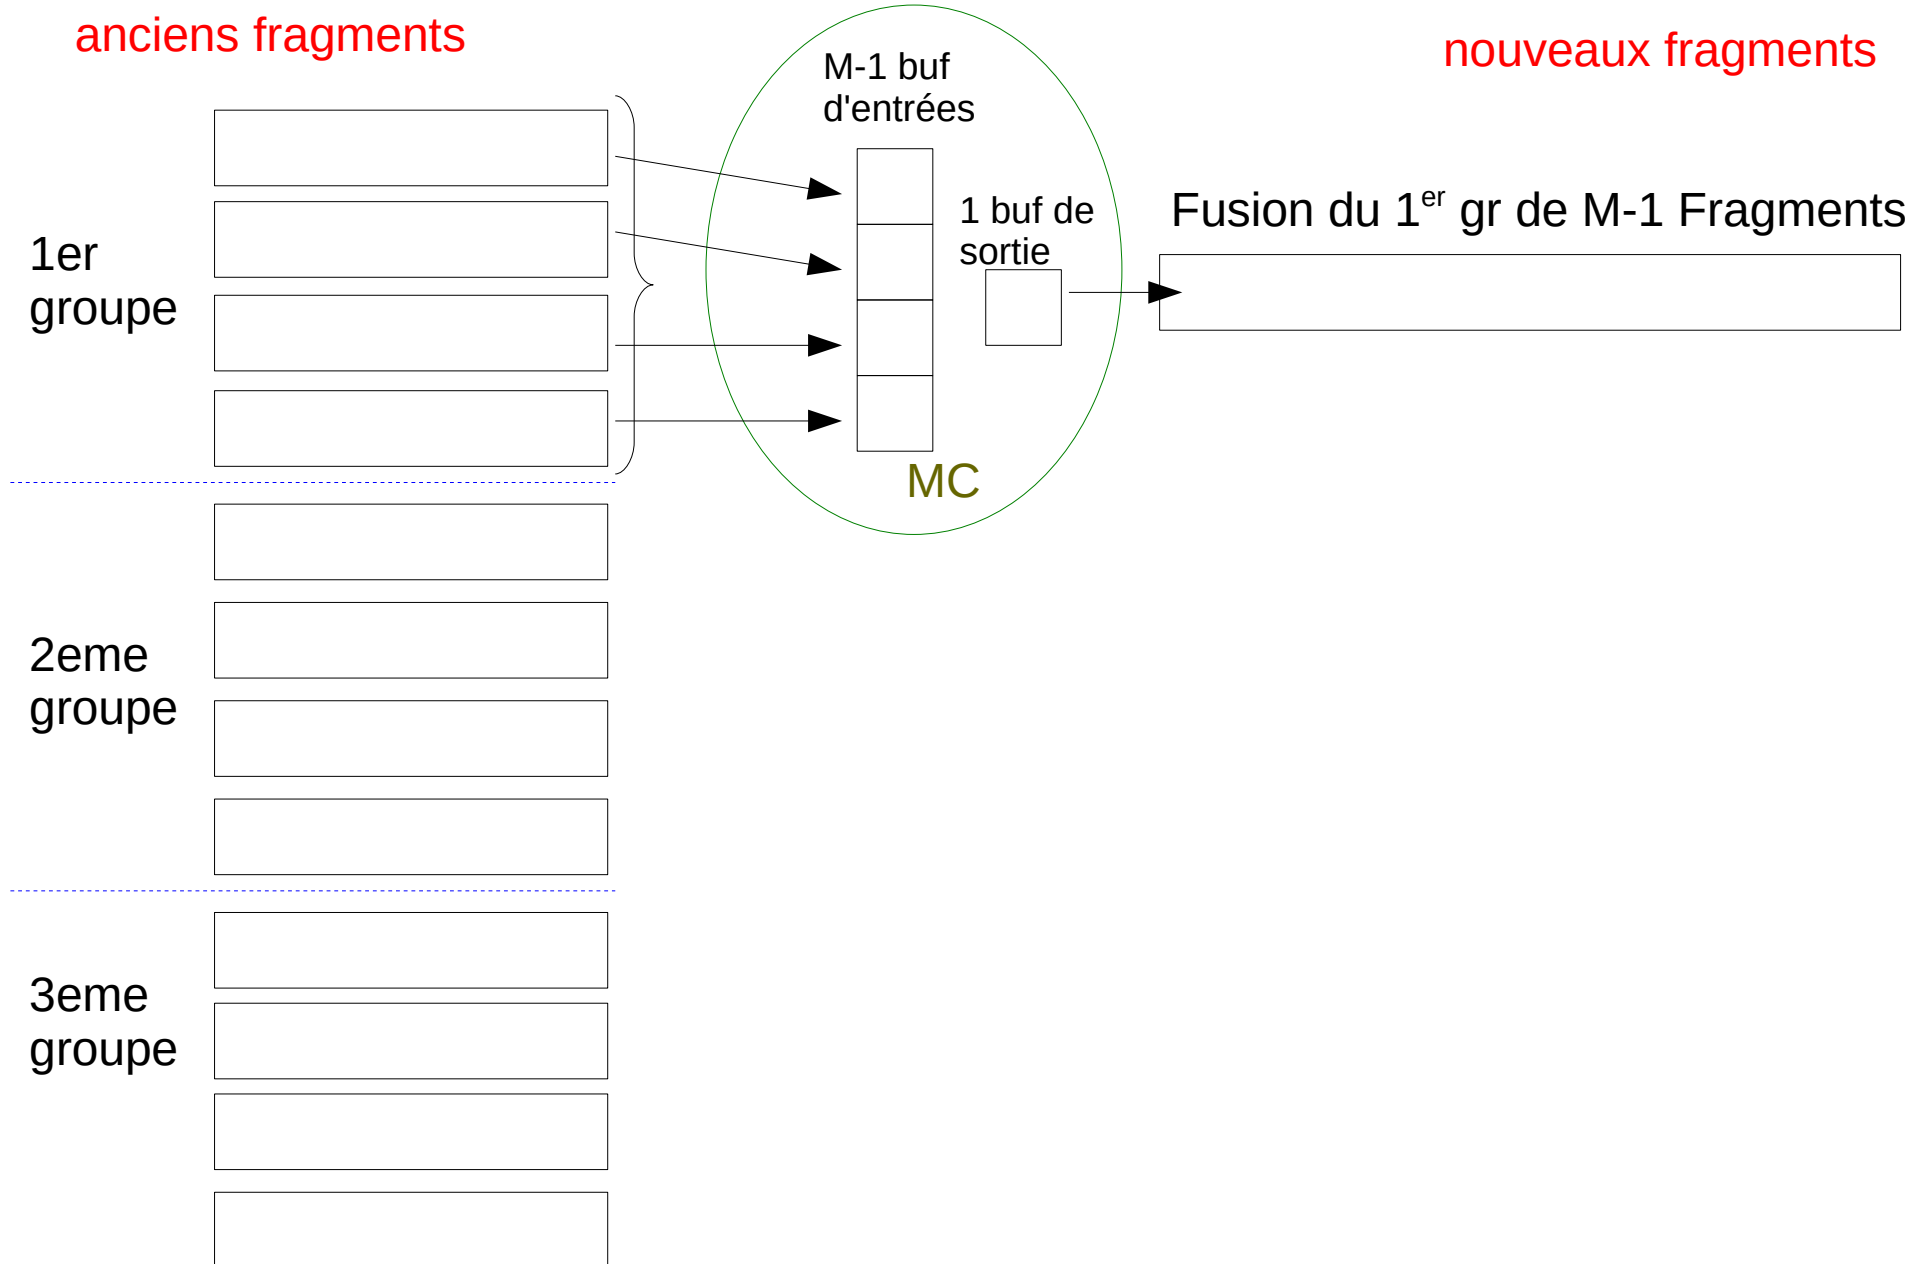 anciens fragments
nouveaux fragments
M-1 buf
d'entrées
1 buf de
sortie
Fusion du 1er gr de M-1 Fragments
1er
groupe
MC
2eme
groupe
3eme
groupe